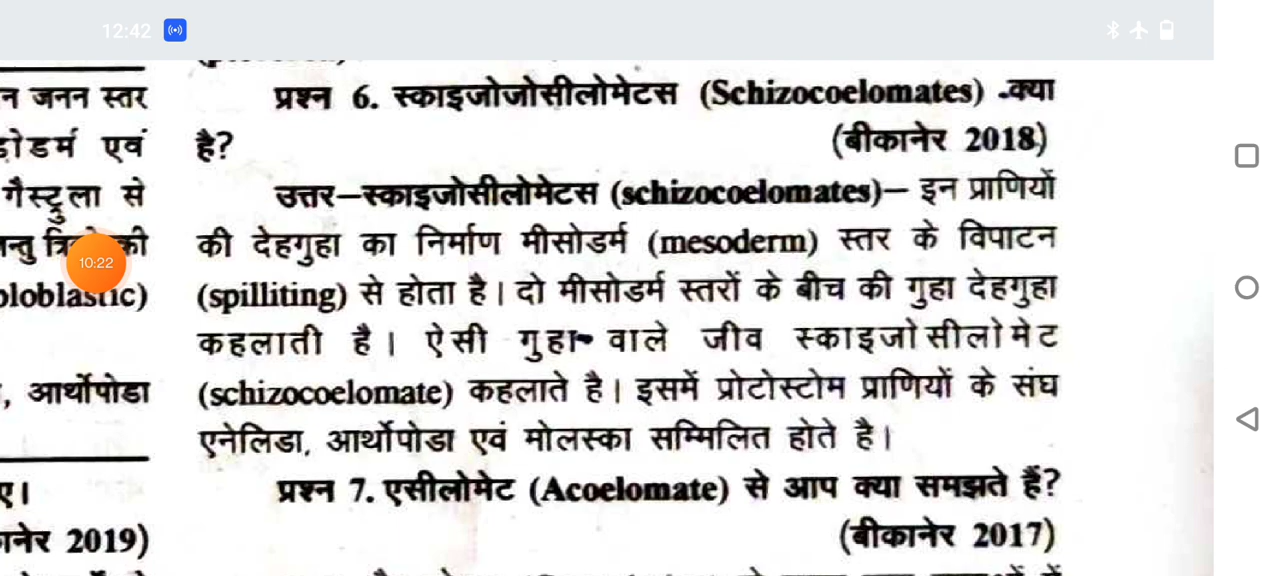 12:42
न जनन स्तर
एवं
गैस्ट्रुला से
10:22
ploblastic)
, आर्थोपोडा
ए।
2019)
प्रश्न 6. स्काइजोजोसीलोमेटस (Schizocoelomates) -क्या
है? (बीकानेर 2018)
उत्तर–स्काइजोसीलोमेटस (schizocoelomates)– इन प्राणियों
की देहगुहा का निर्माण मीसोडर्म (mesoderm) स्तर के विपाटन
(spilliting) से होता है। दो मीसोडर्म स्तरों के बीच की गुहा देहगुहा
कहलाती है। ऐसी गुहा वाले जीव स्काइजोसीलोमेट
(schizocoelomate) कहलाते है। इसमें प्रोटोस्टोम प्राणियों के संघ
एनेलिडा, आर्थोपोडा एवं मोलस्का सम्मिलित होते है।
प्रश्न 7. एसीलोमेट (Acoelomate) से आप क्या समझते हैं?
(बीकानेर 2017)